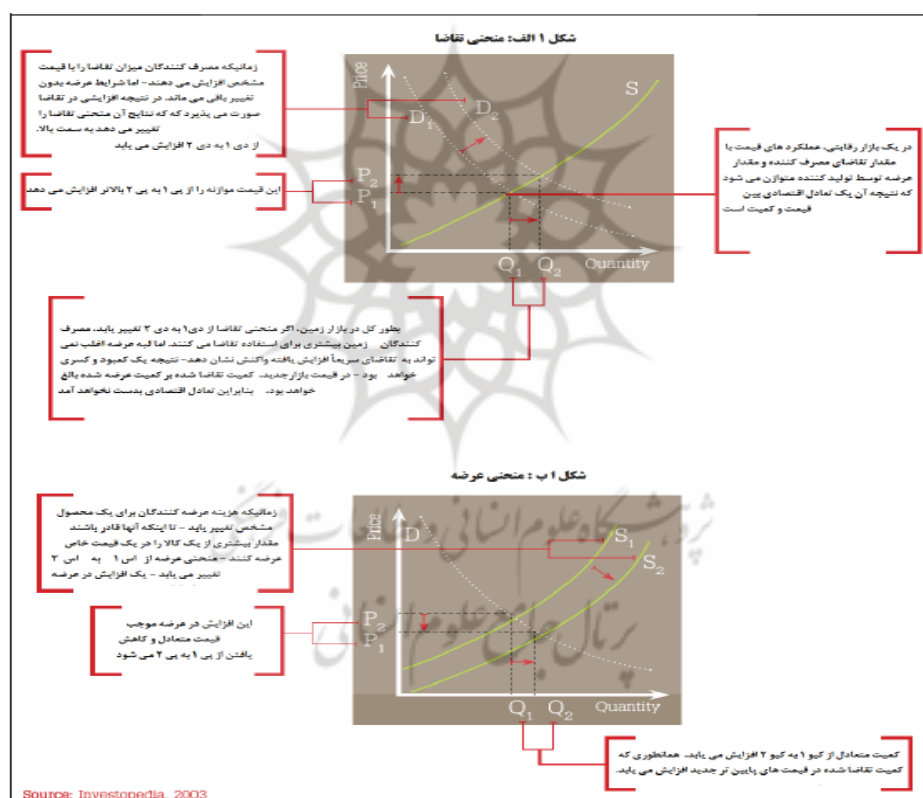 شکل ۱ الف: منحنی تقاضا
زمانیکه مصرف کنندگان میزان تقاضا را با قیمت
مشخص افزایش می دهند- اما شرایط عرضه بدون
تغییر باقی می ماند. در نتیجه افزایشی در تقاضا
صورت می پذیرد که که نتایج آن منحنی تقاضا را
تغییر می دهد به سمت بالا.
از دی ۱ به دی ۲ افزایش می یابد
Price
S
D1
D2
P2
P1
Q1
Q2
Quantity
در یک بازار رقابتی، عملکرد های قیمت با
مقدار تقاضای مصرف کننده و مقدار
عرضه توسط تولید کننده متوازن می شود
که نتیجه آن یک تعادل اقتصادی بین
قیمت و کمیت است
این قیمت موازنه را از پی ۱ به پی ۲ بالاتر افزایش می دهد
بطور کل در بازار زمین، اگر منحنی تقاضا از دی۱ به دی ۲ تغییر یابد، مصرف
کنندگان زمین بیشتری برای استفاده تقاضا می کنند. اما لبه عرضه اغلب نمی
تواند به تقاضای سریعاً افزایش یافته واکنش نشان دهد- نتیجه یک کمبود و کسری
خواهد بود - در قیمت بازار جدید، کمیت تقاضا شده بر کمیت عرضه شده بالغ
خواهد بود، بنابراین تعادل اقتصادی بدست نخواهد آمد
شکل ۱ ب : منحنی عرضه
زمانیکه هزینه عرضه کنندگان برای یک محصول
مشخص تغییر یابد - تا اینکه آنها قادر باشند
مقدار بیشتری از یک کالا را در یک قیمت خاص
عرضه کنند - منحنی عرضه از اس ۱ به اس ۲
تغییر می یابد - یک افزایش در عرضه
Price
D
S1
S2
P2
P1
Q1
Q2
Quantity
این افزایش در عرضه موجب
قیمت متعادل و کاهش
یافتن از پی ۱ به پی ۲ می شود
کمیت متعادل از کیو ۱ به کیو ۲ افزایش می یابد. همانطوری که
کمیت تقاضا شده در قیمت های پایین تر جدید افزایش می یابد.
پژوهشگاه علوم انسانی و مطالعات فرهنگی
پرتال جامع علوم انسانی
Source: Investopedia, 2003